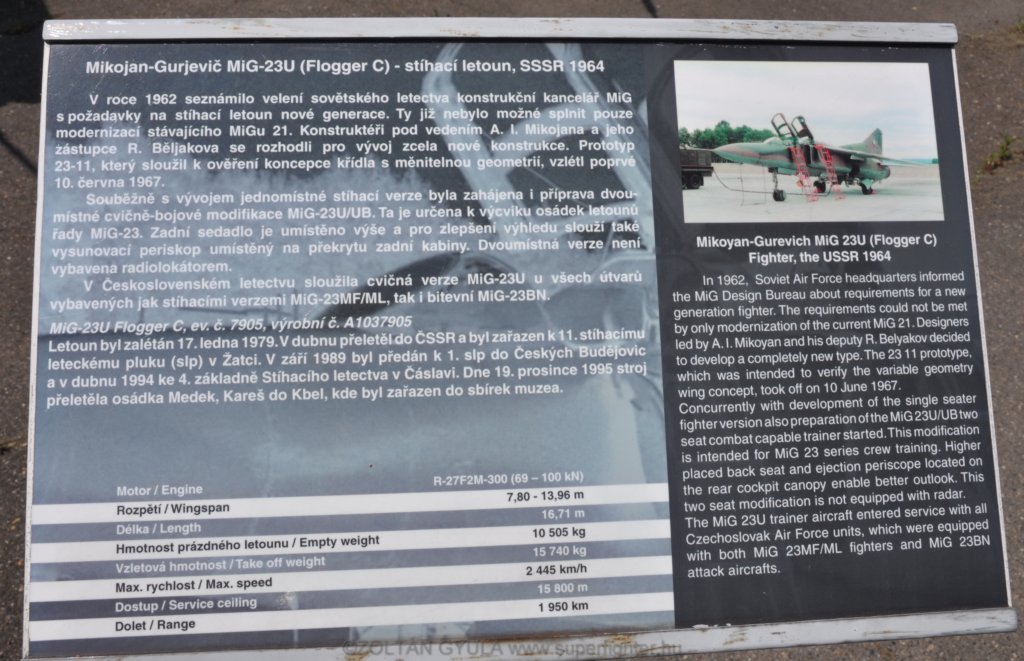 Mikojan-Gurjevič MiG-23U (Flogger C) - stíhací letoun, SSSR 1964
V roce 1962 seznámilo velení sovětského letectva konstrukční kancelář MiG
s požadavky na stíhací letoun nové generace. Ty již nebylo možné splnit pouze
modernizací stávajícího MiGu 21. Konstruktéři pod vedením A. I. Mikojana a jeho
zástupce R. Běljakova se rozhodli pro vývoj zcela nové konstrukce. Prototyp
23-11, který sloužil k ověření koncepce křídla s měnitelnou geometrií, vzlétl poprvé
10. června 1967.
Souběžně s vývojem jednomístné stíhací verze byla zahájena i příprava dvou-
místné cvičně-bojové modifikace MiG-23U/UB. Ta je určena k výcviku osádek letounů
řady MiG-23. Zadní sedadlo je umístěno výše a pro zlepšení výhledu slouží také
vysunovací periskop umístěný na překrytu zadní kabiny. Dvoumístná verze není
vybavena radiolokátorem.
V Československém letectvu sloužila cvičná verze MiG-23U u všech útvarů
vybavených jak stíhacími verzemi MiG-23MF/ML, tak i bitevní MiG-23BN.
MiG-23U Flogger C, ev. č. 7905, výrobní č. A1037905
Letoun byl zalétán 17. ledna 1979. V dubnu přeletěl do ČSSR a byl zařazen k 11. stíhacímu
leteckému pluku (slp) v Žatci. V září 1989 byl předán k 1. slp do Českých Budějovic
a v dubnu 1994 ke 4. základně Stíhacího letectva v Čáslavi. Dne 19. prosince 1995 stroj
přeletěla osádka Medek, Kareš do Kbel, kde byl zařazen do sbírek muzea.
Motor / Engine R-27F2M-300 (69 – 100 kN)
Rozpětí / Wingspan 7,80 - 13,96 m
Délka / Length 16,71 m
Hmotnost prázdného letounu / Empty weight 10 505 kg
Vzletová hmotnost / Take off weight 15 740 kg
Max. rychlost / Max. speed 2 445 km/h
Dostup / Service ceiling 15 800 m
Dolet / Range 1 950 km
Mikoyan-Gurevich MiG 23U (Flogger C)
Fighter, the USSR 1964
In 1962, Soviet Air Force headquarters informed
the MiG Design Bureau about requirements for a new
generation fighter. The requirements could not be met
by only modernization of the current MiG 21. Designers
led by A. I. Mikoyan and his deputy R. Belyakov decided
to develop a completely new type. The 23 11 prototype,
which was intended to verify the variable geometry
wing concept, took off on 10 June 1967.
Concurrently with development of the single seater
fighter version also preparation of the MiG 23U/UB two
seat combat capable trainer started. This modification
is intended for MiG 23 series crew training. Higher
placed back seat and ejection periscope located on
the rear cockpit canopy enable better outlook. This
two seat modification is not equipped with radar.
The MiG 23U trainer aircraft entered service with all
Czechoslovak Air Force units, which were equipped
with both MiG 23MF/ML fighters and MiG 23BN
attack aircrafts.
©ZOLTÁN GYULA www.superfighter.hu